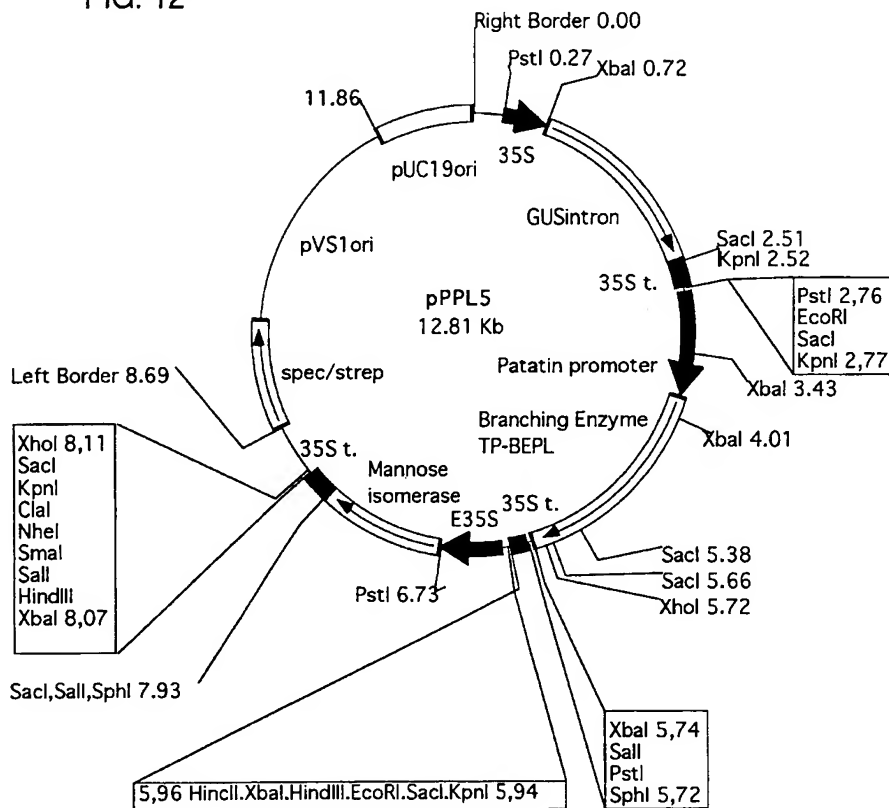 FIG. 12
Right Border 0.00
PstI 0.27
XbaI 0.72
11.86
35S
pUC19ori
GUSintron
pVS1ori
SacI 2.51
KpnI 2.52
35S t.
pPPL5
12.81 Kb
PstI 2,76
EcoRI
SacI
KpnI 2,77
Patatin promoter
XbaI 3.43
Left Border 8.69
spec/strep
Branching Enzyme
TP-BEPL
XbaI 4.01
XhoI 8,11
SacI
KpnI
ClaI
NheI
SmaI
SalI
HindIII
XbaI 8,07
35S t.
Mannose
isomerase
E35S
35S t.
SacI 5.38
SacI 5.66
XhoI 5.72
PstI 6.73
SacI,SalI,SphI 7.93
XbaI 5,74
SalI
PstI
SphI 5,72
5,96 HincII.XbaI.HindIII.EcoRI.SacI.KpnI 5,94